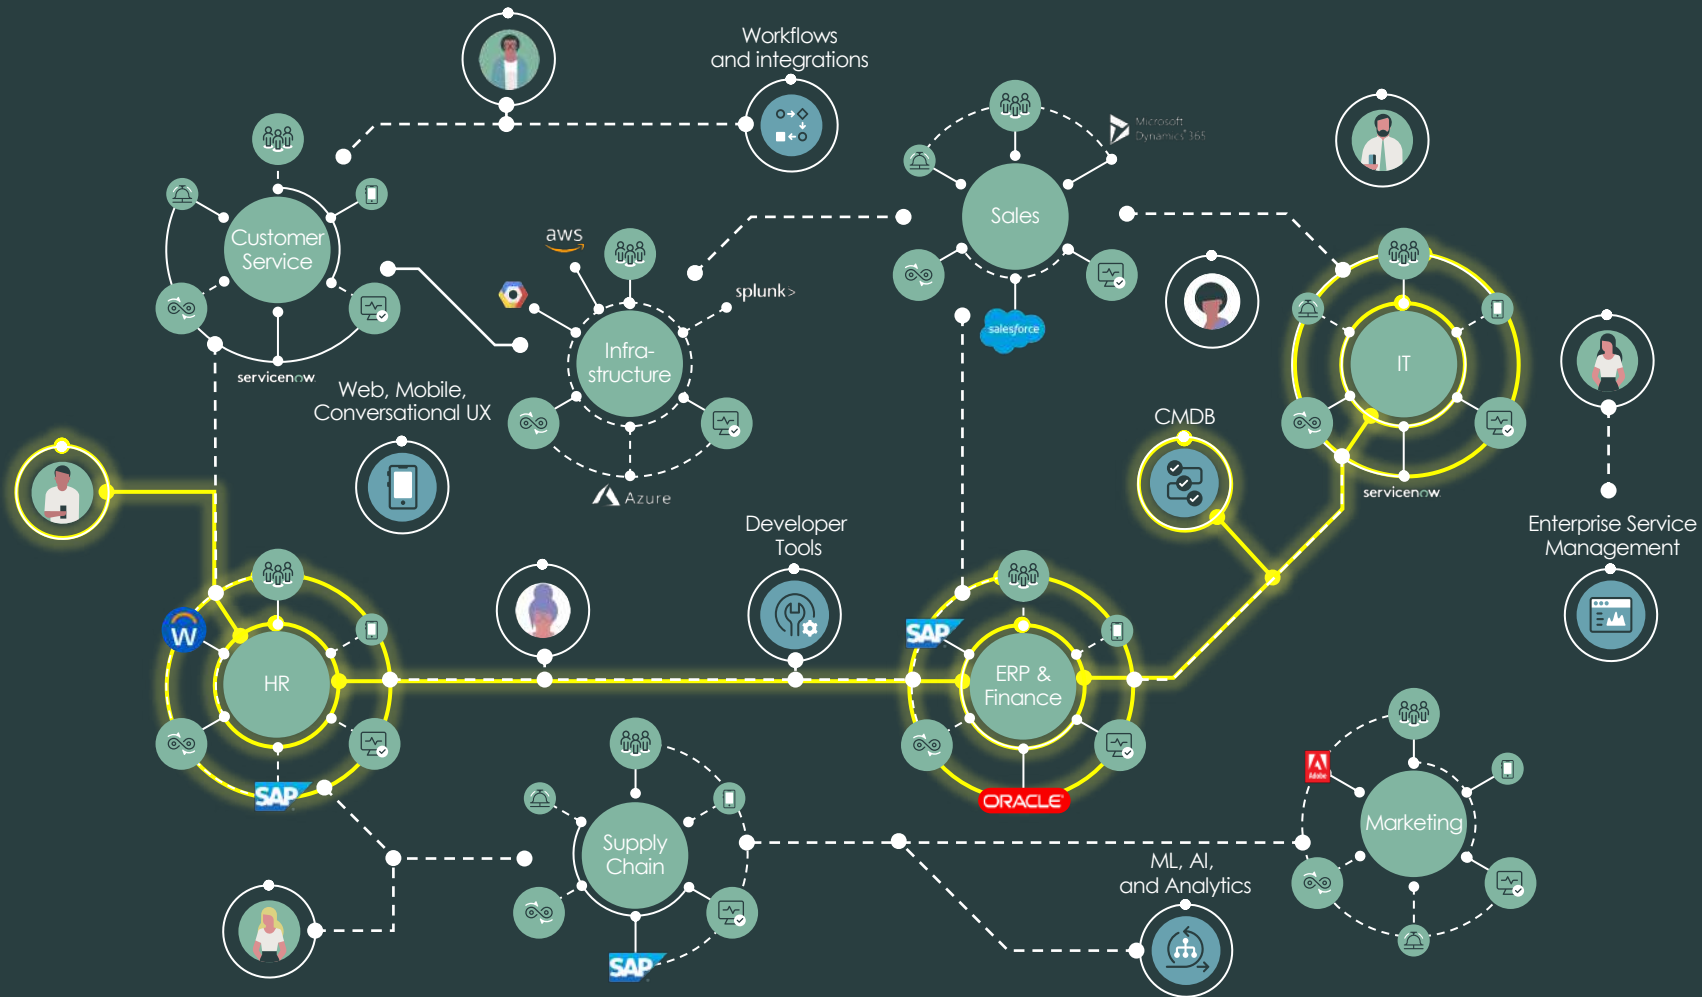 Workflows
and integrations
Microsoft
Dynamics 365
Sales
Customer
Service
aws
splunk>
salesforce
Infra-
structure
IT
servicenow
Web, Mobile,
Conversational UX
CMDB
Azure
servicenow
Developer
Tools
Enterprise Service
Management
W
SAP
HR
ERP &
Finance
SAP
ORACLE
Adobe
Marketing
Supply
Chain
ML, AI,
and Analytics
SAP